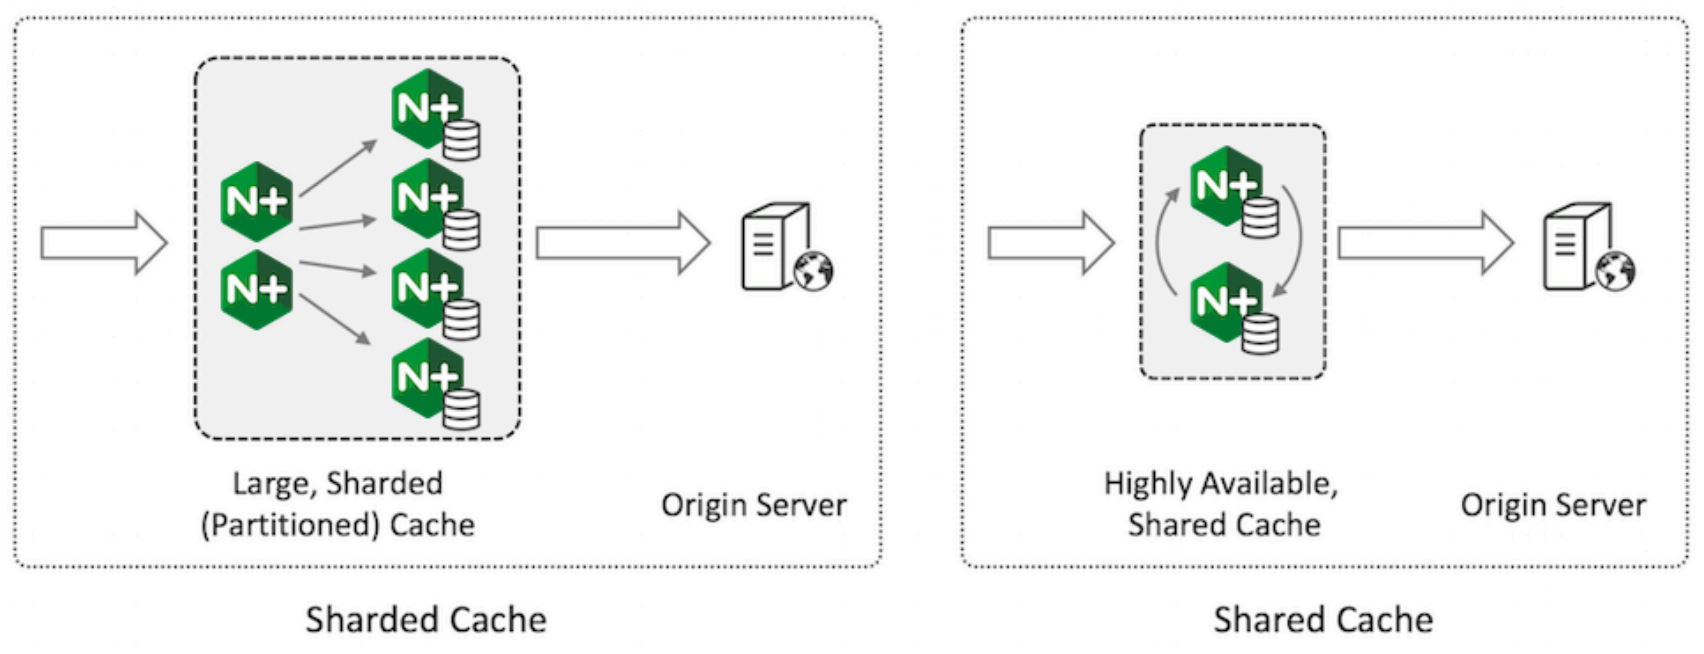 N+
N+
N+
N+
N+
N+
Large, Sharded
(Partitioned) Cache
Origin Server
Sharded Cache
N+
N+
Highly Available,
Shared Cache
Origin Server
Shared Cache